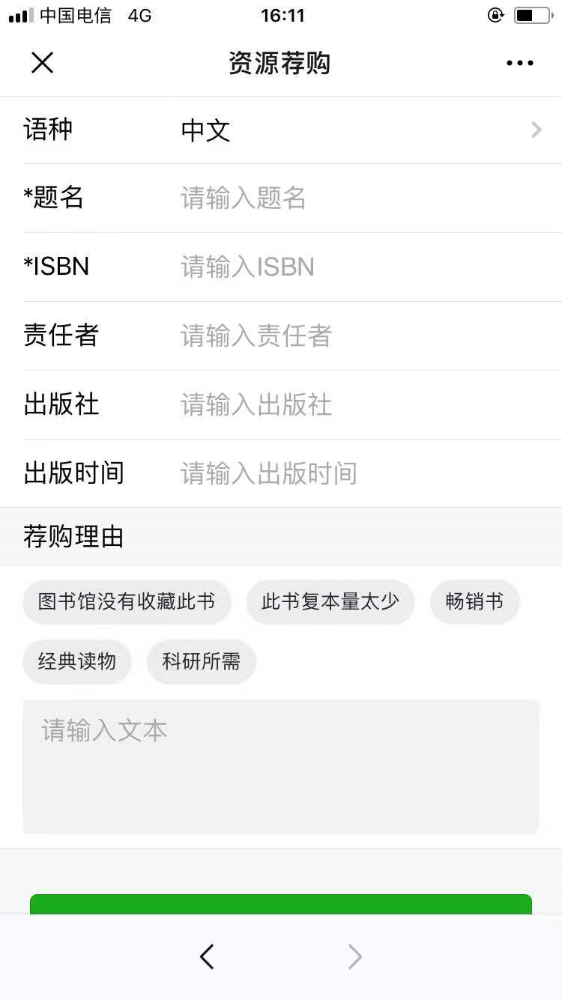 中国电信 4G 16:11
资源荐购
语种 中文
*题名 请输入题名
*ISBN 请输入ISBN
责任者 请输入责任者
出版社 请输入出版社
出版时间 请输入出版时间
荐购理由
图书馆没有收藏此书 此书复本量太少 畅销书
经典读物 科研所需
请输入文本